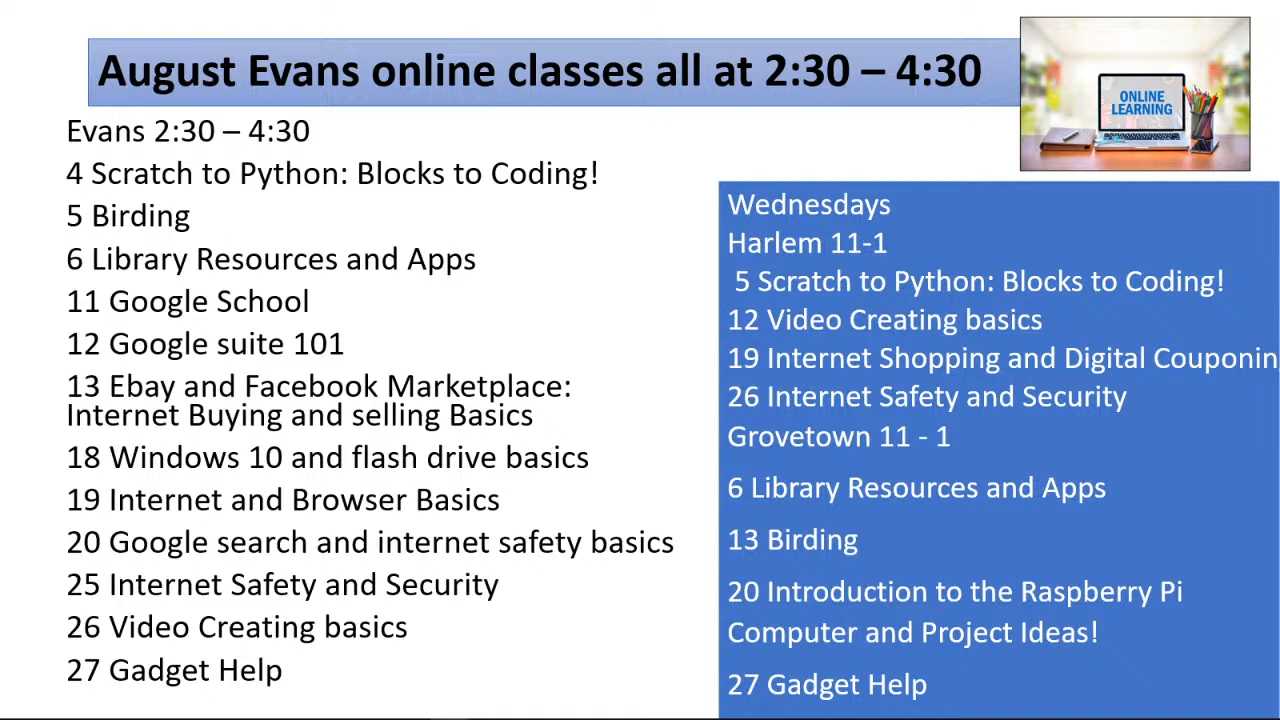 August Evans online classes all at 2:30 – 4:30
ONLINE
LEARNING
Evans 2:30 – 4:30
4 Scratch to Python: Blocks to Coding!
5 Birding
6 Library Resources and Apps
11 Google School
12 Google suite 101
13 Ebay and Facebook Marketplace:
Internet Buying and selling Basics
18 Windows 10 and flash drive basics
19 Internet and Browser Basics
20 Google search and internet safety basics
25 Internet Safety and Security
26 Video Creating basics
27 Gadget Help
Wednesdays
Harlem 11-1
5 Scratch to Python: Blocks to Coding!
12 Video Creating basics
19 Internet Shopping and Digital Couponin
26 Internet Safety and Security
Grovetown 11 - 1
6 Library Resources and Apps
13 Birding
20 Introduction to the Raspberry Pi
Computer and Project Ideas!
27 Gadget Help